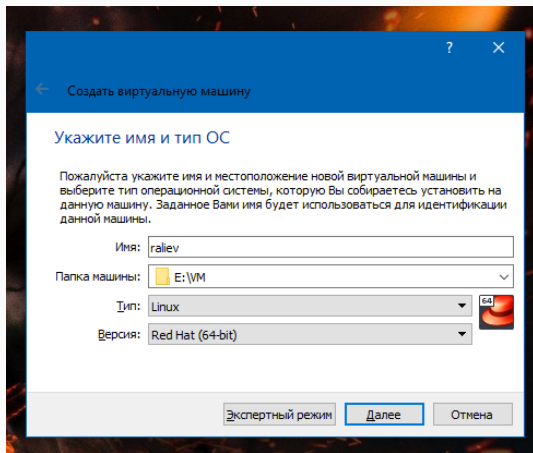 ?
Создать виртуальную машину
Укажите имя и тип ОС
Пожалуйста укажите имя и местоположение новой виртуальной машины и
выберите тип операционной системы, которую Вы собираетесь установить на
данную машину. Заданное Вами имя будет использоваться для идентификации
данной машины.
Имя: raliev
Папка машины: E:\VM
Тип: Linux
64
Версия: Red Hat (64-bit)
Экспертный режим Далее Отмена